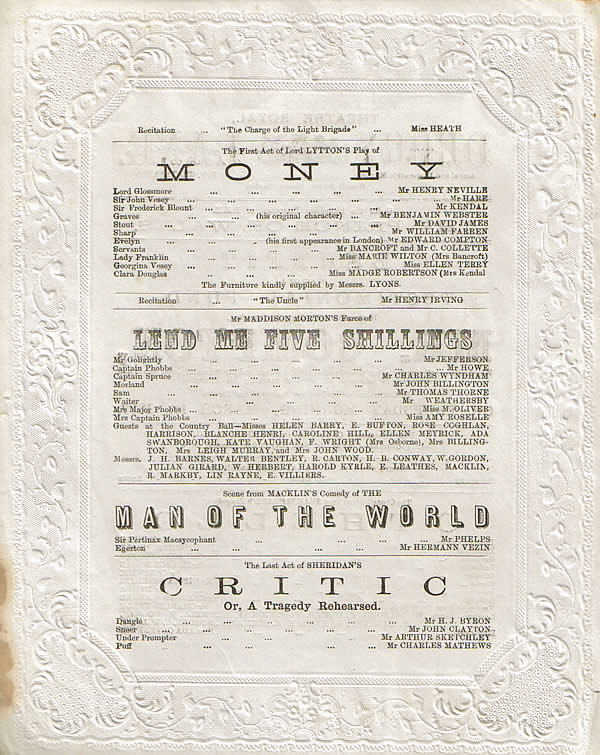 Recitation ... "The Charge of the Light Brigade" ... Miss HEATH
The First Act of Lord LYTTON'S Play of
MONEY
Lord Glossmore ... ... ... ... ... Mr HENRY NEVILLE
Sir John Vesey ... ... ... ... ... Mr HARE
Sir Frederick Blount ... ... ... ... ... Mr KENDAL
Graves ... ... (his original character) ... Mr BENJAMIN WEBSTER
Stout ... ... ... ... ... ... Mr DAVID JAMES
Sharp ... ... ... ... ... ... Mr WILLIAM FARREN
Evelyn ... ... ... (his first appearance in London) Mr EDWARD COMPTON
Servants ... ... ... ... Mr BANCROFT and Mr C. COLLETTE
Lady Franklin ... ... ... Miss MARIE WILTON (Mrs Bancroft)
Georgina Vesey ... ... ... ... ... Miss ELLEN TERRY
Clara Douglas ... ... ... Miss MADGE ROBERTSON (Mrs Kendal
The Furniture kindly supplied by Messrs. LYONS.
Recitation ... ... "The Uncle" ... Mr HENRY IRVING
Mr MADDISON MORTON'S Farce of
LEND ME FIVE SHILLINGS
Mr Golightly ... ... ... ... ... Mr JEFFERSON
Captain Phobbs ... ... ... ... ... Mr HOWE
Captain Spruce ... ... ... ... ... Mr CHARLES WYNDHAM
Morland ... ... ... ... ... Mr JOHN BILLINGTON
Sam ... ... ... ... ... Mr THOMAS THORNE
Waiter ... ... ... ... ... Mr WEATHERSBY
Mrs Major Phobbs ... ... ... ... ... Miss M. OLIVER
Mrs Captain Phobbs ... ... ... ... Miss AMY ROSELLE
Guests at the Country Ball—Misses HELEN BARRY, E. BUFTON, ROSE COGHLAN,
HARRISON, BLANCHE HENRI, CAROLINE HILL, ELLEN MEYRICK, ADA
SWANBOROUGH, KATE VAUGHAN, F. WRIGHT (Mrs Osborne), Mrs BILLING-
TON, Mrs LEIGH MURRAY, and Mrs JOHN WOOD.
Messrs. J. H. BARNES, WALTER BENTLEY, R. CARTON, H. B. CONWAY, W. GORDON,
JULIAN GIRARD, W. HERBERT, HAROLD KYRLE, E. LEATHES, MACKLIN,
R. MARKBY, LIN RAYNE, E. VILLIERS.
Scene from MACKLIN'S Comedy of THE
MAN OF THE WORLD
Sir Pertinax Macsycophant ... ... ... ... Mr PHELPS
Egerton ... ... ... ... ... Mr HERMANN VEZIN
The Last Act of SHERIDAN'S
CRITIC
Or, A Tragedy Rehearsed.
Dangle ... ... ... ... ... ... Mr H. J. BYRON
Sneer ... ... ... ... ... ... Mr JOHN CLAYTON
Under Prompter ... ... ... ... ... Mr ARTHUR SKETCHLEY
Puff ... ... ... ... ... ... Mr CHARLES MATHEWS